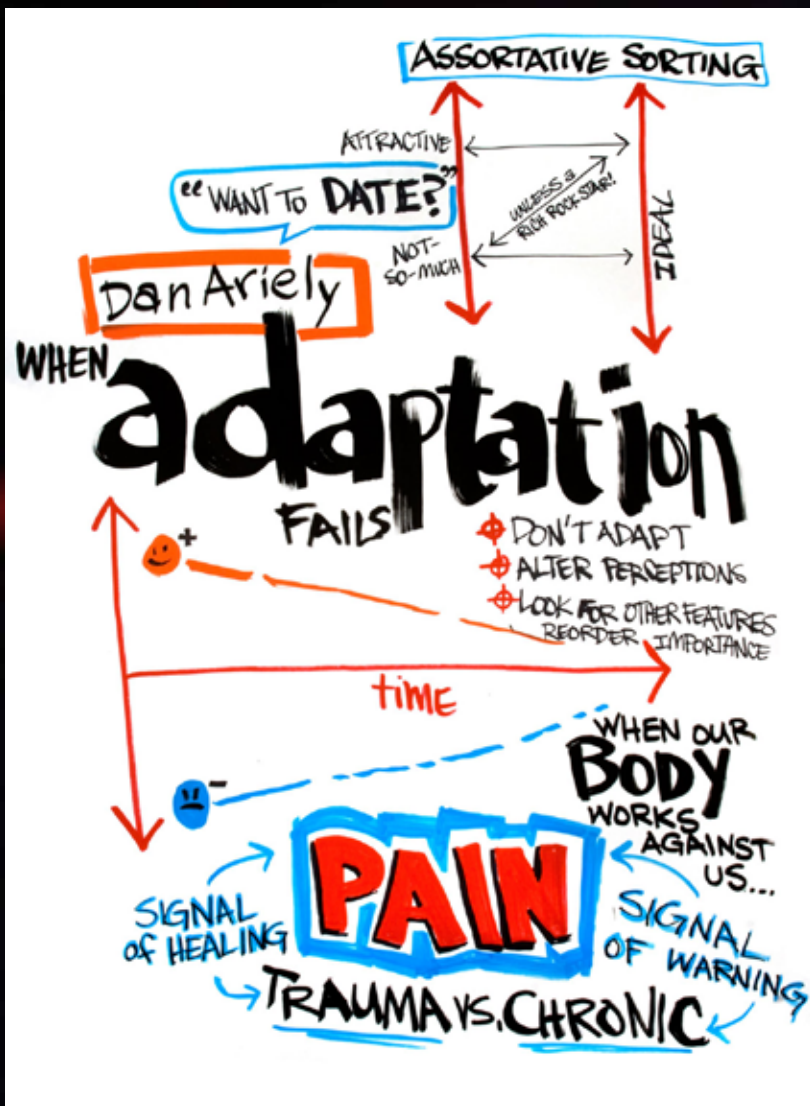 ASSORTATIVE SORTING
ATTRACTIVE
"WANT TO DATE?"
UNLESS a
RICH ROCK STAR!
NOT-
SO-MUCH
IDEAL
Dan Ariely
WHEN
adaptation
FAILS
+
DON'T ADAPT
ALTER PERCEPTIONS
LOOK FOR OTHER FEATURES
REORDER IMPORTANCE
time
-
WHEN OUR
BODY
WORKS
AGAINST
US...
PAIN
SIGNAL
of HEALING
SIGNAL
OF WARNING
TRAUMA VS. CHRONIC